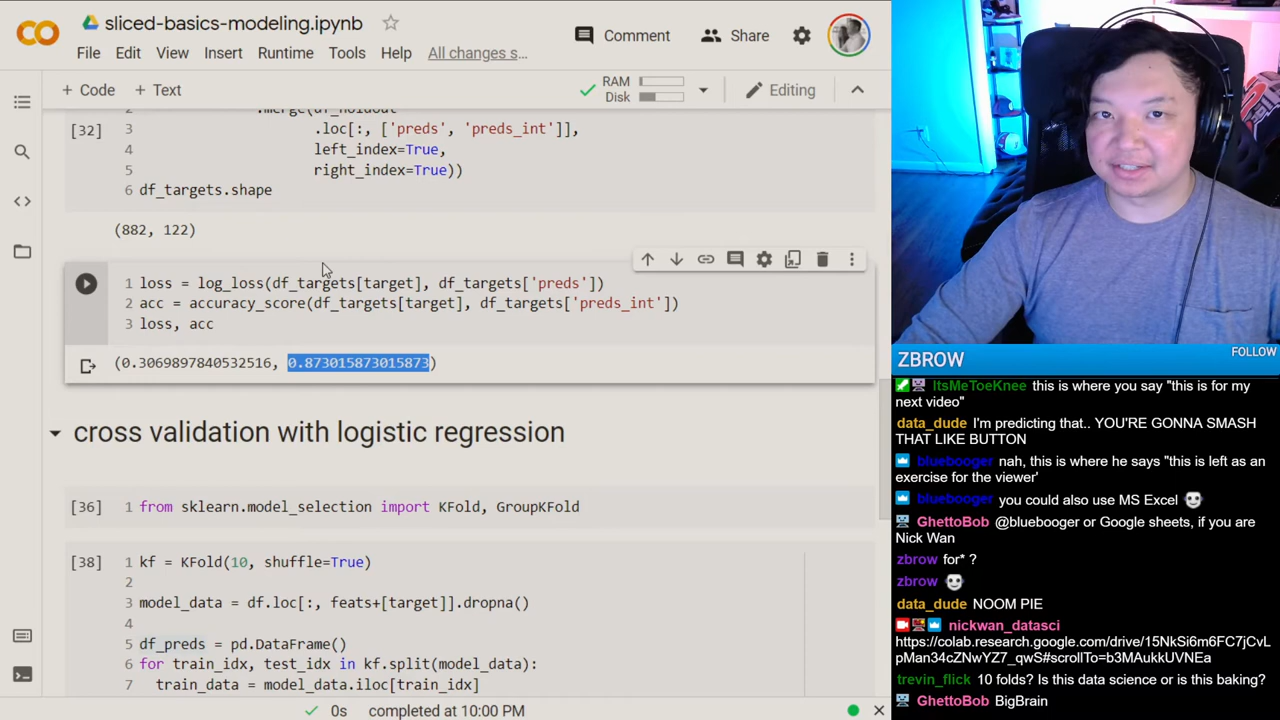 sliced-basics-modeling.ipynb
Comment
Share
File Edit View Insert Runtime Tools Help All changes s…
+ Code + Text
RAM
Disk
Editing
[32]
3 .loc[:, ['preds', 'preds_int']],
4 left_index=True,
5 right_index=True))
6 df_targets.shape
(882, 122)
1 loss = log_loss(df_targets[target], df_targets['preds'])
2 acc = accuracy_score(df_targets[target], df_targets['preds_int'])
3 loss, acc
(0.3069897840532516, 0.873015873015873)
cross validation with logistic regression
[36] 1 from sklearn.model_selection import KFold, GroupKFold
[38] 1 kf = KFold(10, shuffle=True)
2
3 model_data = df.loc[:, feats+[target]].dropna()
4
5 df_preds = pd.DataFrame()
6 for train_idx, test_idx in kf.split(model_data):
7 train_data = model_data.iloc[train_idx]
0s completed at 10:00 PM
ZBROW
FOLLOW
ItsMeToeKnee this is where you say "this is for my
next video"
data_dude I'm predicting that.. YOU'RE GONNA SMASH
THAT LIKE BUTTON
bluebooger nah, this is where he says "this is left as an
exercise for the viewer'
bluebooger you could also use MS Excel
GhettoBob @bluebooger or Google sheets, if you are
Nick Wan
zbrow for* ?
zbrow
data_dude NOOM PIE
nickwan_datasci
https://colab.research.google.com/drive/15NkSi6m6FC7jCvL
pMan34cZNwYZ7_qwS#scrollTo=b3MAukkUVNEa
trevin_flick 10 folds? Is this data science or is this baking?
GhettoBob BigBrain